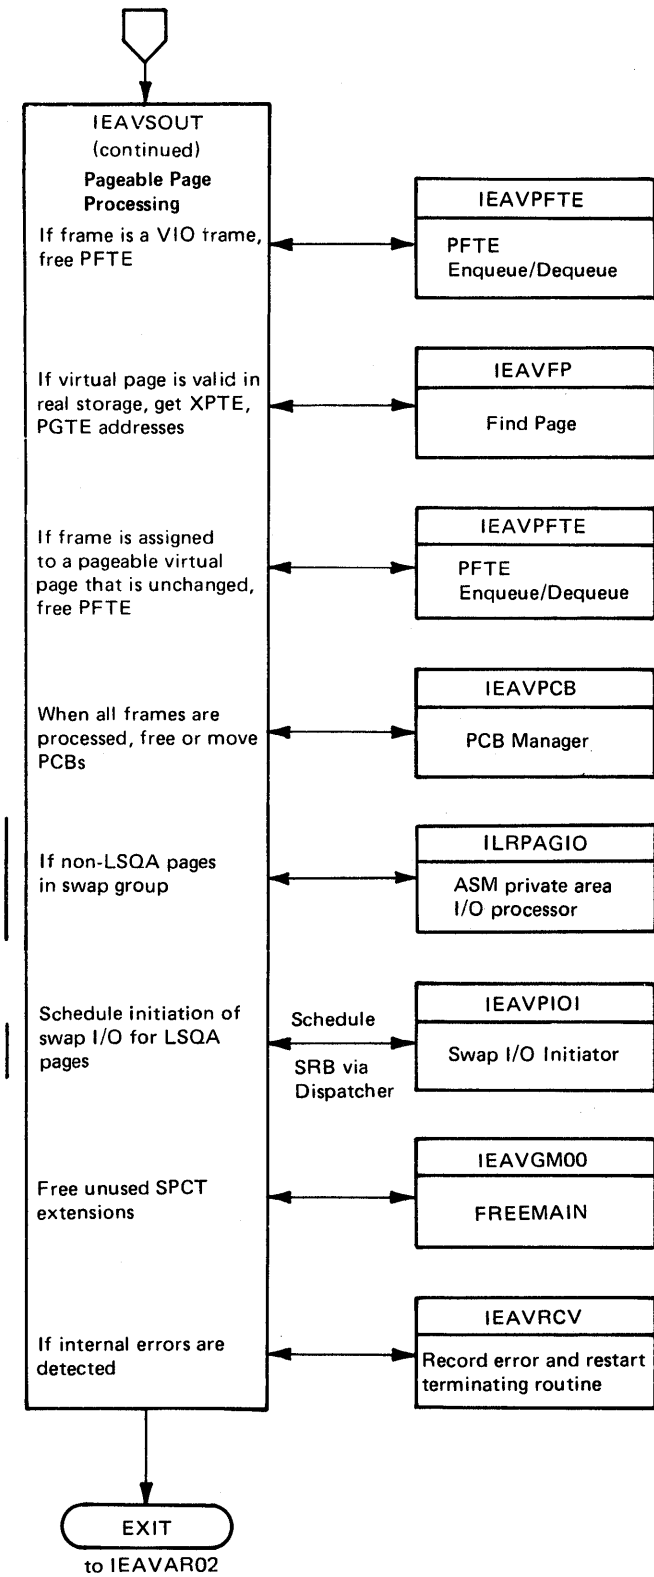 IEAVSOUT
(continued)
Pageable Page
Processing
If frame is a VIO frame,
free PFTE
IEAVPFTE
PFTE
Enqueue/Dequeue
If virtual page is valid in
real storage, get XPTE,
PGTE addresses
IEAVFP
Find Page
If frame is assigned
to a pageable virtual
page that is unchanged,
free PFTE
IEAVPFTE
PFTE
Enqueue/Dequeue
When all frames are
processed, free or move
PCBs
IEAVPCB
PCB Manager
If non-LSQA pages
in swap group
ILRPAGIO
ASM private area
I/O processor
Schedule initiation of
swap I/O for LSQA
pages
Schedule
SRB via
Dispatcher
IEAVPIOI
Swap I/O Initiator
Free unused SPCT
extensions
IEAVGM00
FREEMAIN
If internal errors are
detected
IEAVRCV
Record error and restart
terminating routine
EXIT
to IEAVAR02